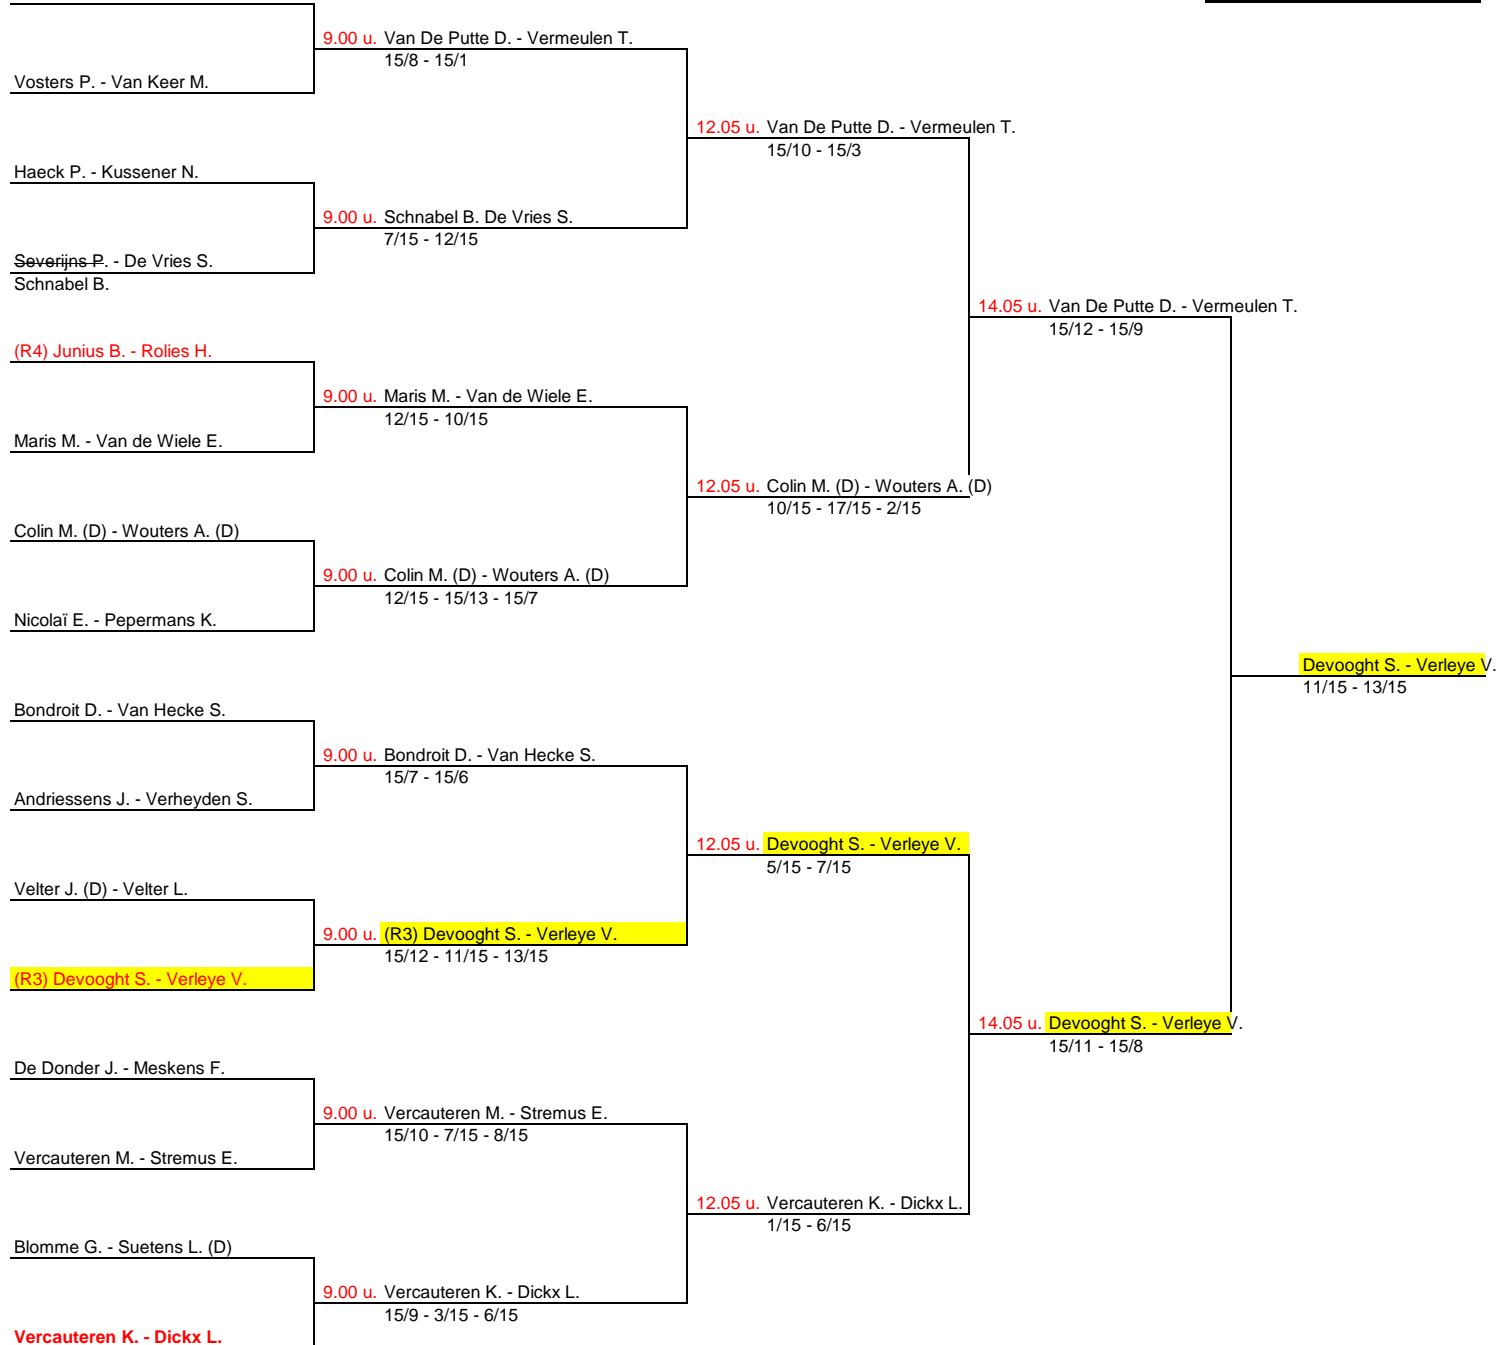 9.00 u. Van De Putte D. - Vermeulen T.
15/8 - 15/1
Vosters P. - Van Keer M.
12.05 u. Van De Putte D. - Vermeulen T.
15/10 - 15/3
Haeck P. - Kussener N.
9.00 u. Schnabel B. De Vries S.
7/15 - 12/15
Severijns P. - De Vries S.
Schnabel B.
14.05 u. Van De Putte D. - Vermeulen T.
15/12 - 15/9
(R4) Junius B. - Rolies H.
9.00 u. Maris M. - Van de Wiele E.
12/15 - 10/15
Maris M. - Van de Wiele E.
12.05 u. Colin M. (D) - Wouters A. (D)
10/15 - 17/15 - 2/15
Colin M. (D) - Wouters A. (D)
9.00 u. Colin M. (D) - Wouters A. (D)
12/15 - 15/13 - 15/7
Nicolaï E. - Pepermans K.
Devooght S. - Verleye V.
11/15 - 13/15
Bondroit D. - Van Hecke S.
9.00 u. Bondroit D. - Van Hecke S.
15/7 - 15/6
Andriessens J. - Verheyden S.
12.05 u. Devooght S. - Verleye V.
5/15 - 7/15
Velter J. (D) - Velter L.
9.00 u. (R3) Devooght S. - Verleye V.
15/12 - 11/15 - 13/15
(R3) Devooght S. - Verleye V.
14.05 u. Devooght S. - Verleye V.
15/11 - 15/8
De Donder J. - Meskens F.
9.00 u. Vercauteren M. - Stremus E.
15/10 - 7/15 - 8/15
Vercauteren M. - Stremus E.
12.05 u. Vercauteren K. - Dickx L.
1/15 - 6/15
Blomme G. - Suetens L. (D)
9.00 u. Vercauteren K. - Dickx L.
15/9 - 3/15 - 6/15
Vercauteren K. - Dickx L.